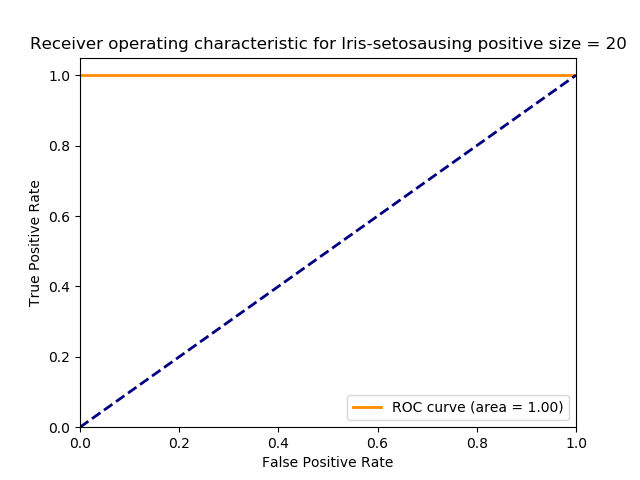 Receiver operating characteristic for Iris-setosausing positive size = 20
1.0
0.8
0.6
0.4
0.2
0.0
True Positive Rate
ROC curve (area = 1.00)
0.0 0.2 0.4 0.6 0.8 1.0
False Positive Rate